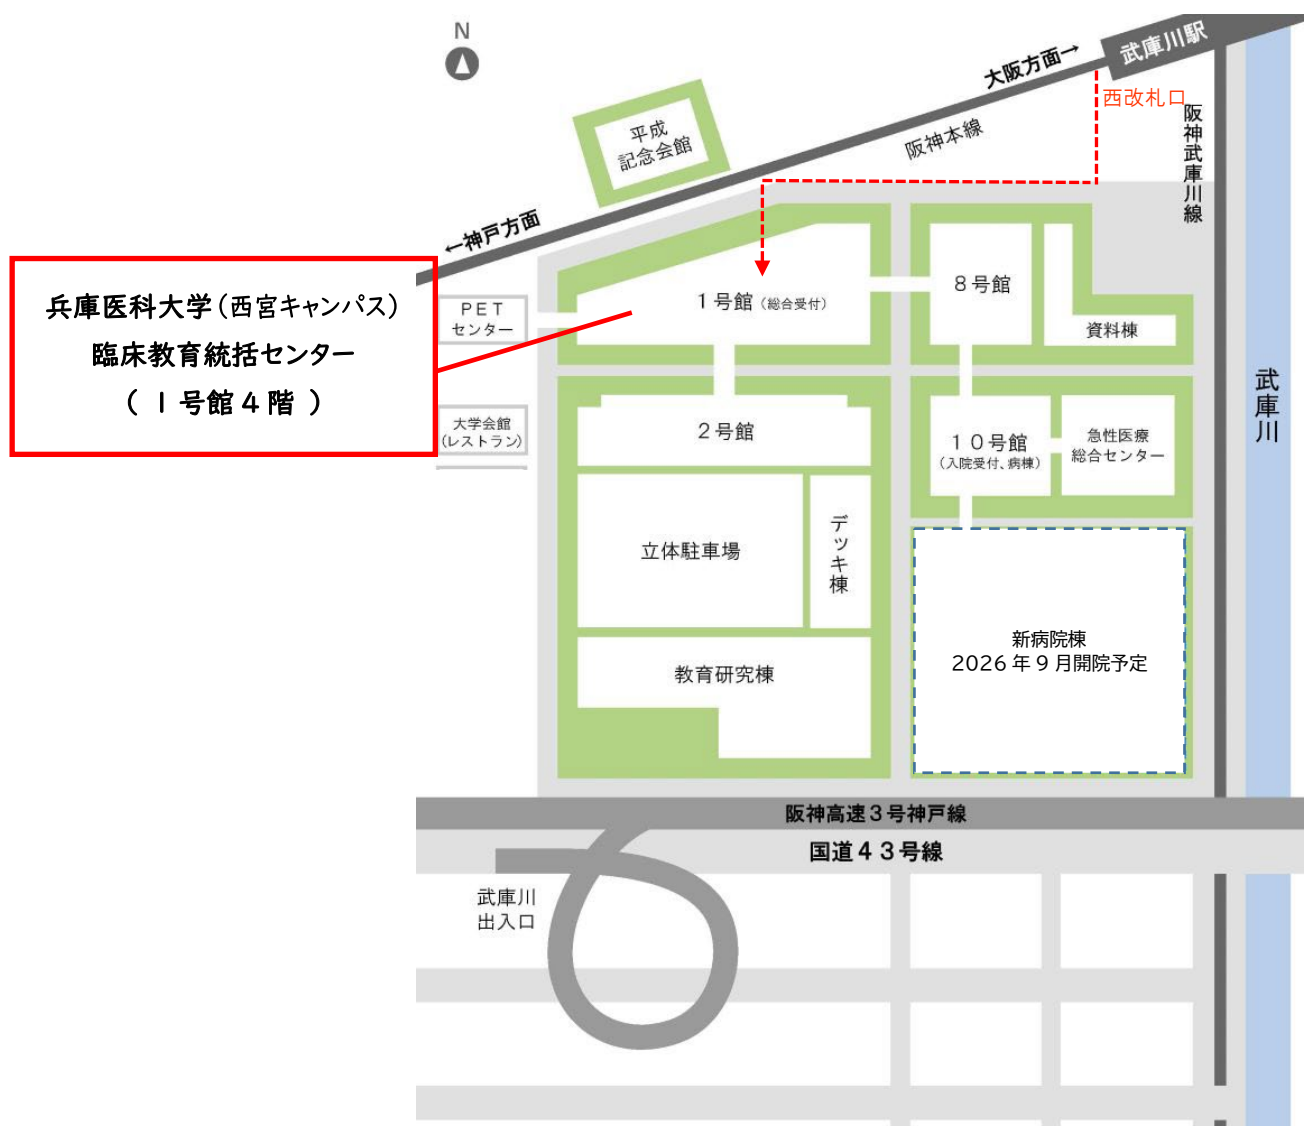 N
武庫川駅
大阪方面→
西改札口
阪神武庫川線
阪神本線
平成
記念会館
←神戸方面
兵庫医科大学(西宮キャンパス)
臨床教育統括センター
( 1号館4階 )
PET
センター
1号館(総合受付)
8号館
資料棟
武庫川
大学会館
(レストラン)
2号館
10号館
(入院受付、病棟)
急性医療
総合センター
立体駐車場
デッキ棟
新病院棟
2026年9月開院予定
教育研究棟
阪神高速3号神戸線
国道43号線
武庫川
出入口